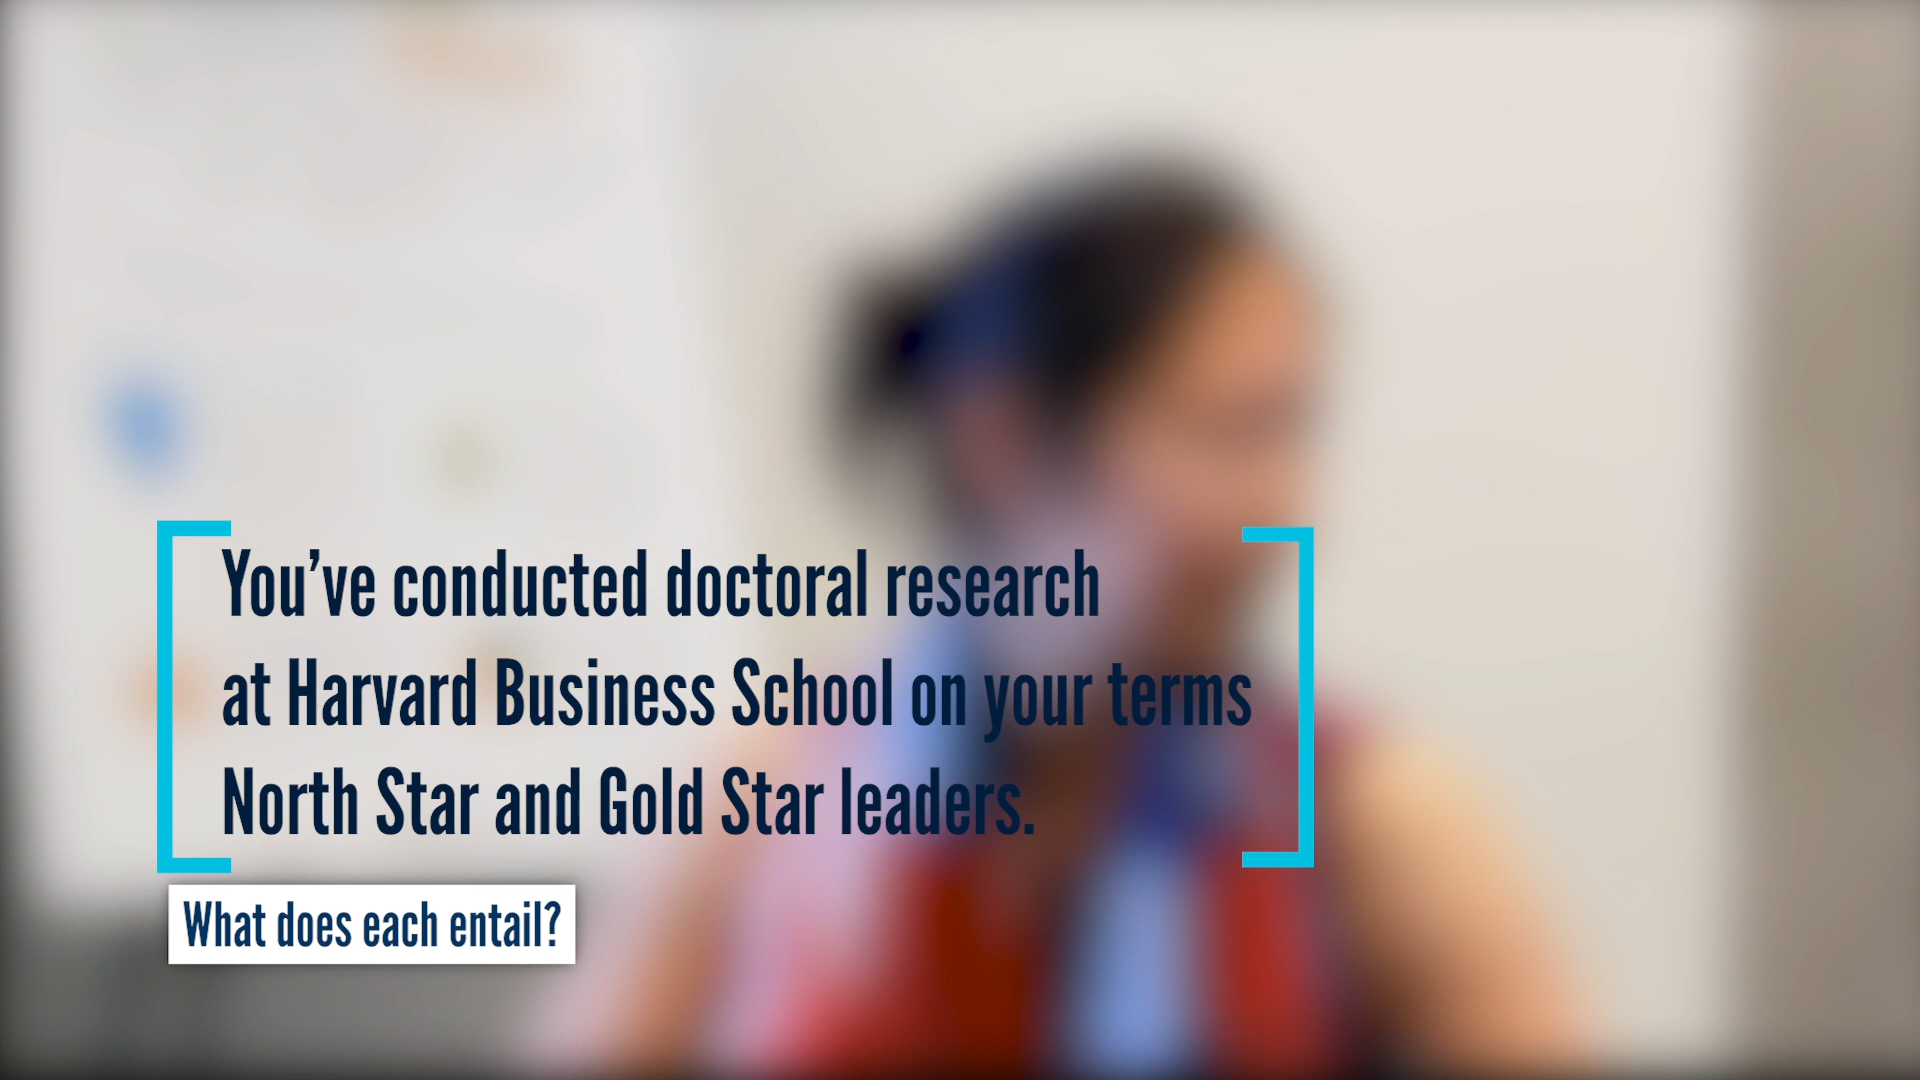 You’ve conducted doctoral research
at Harvard Business School on your terms
North Star and Gold Star leaders.
What does each entail?